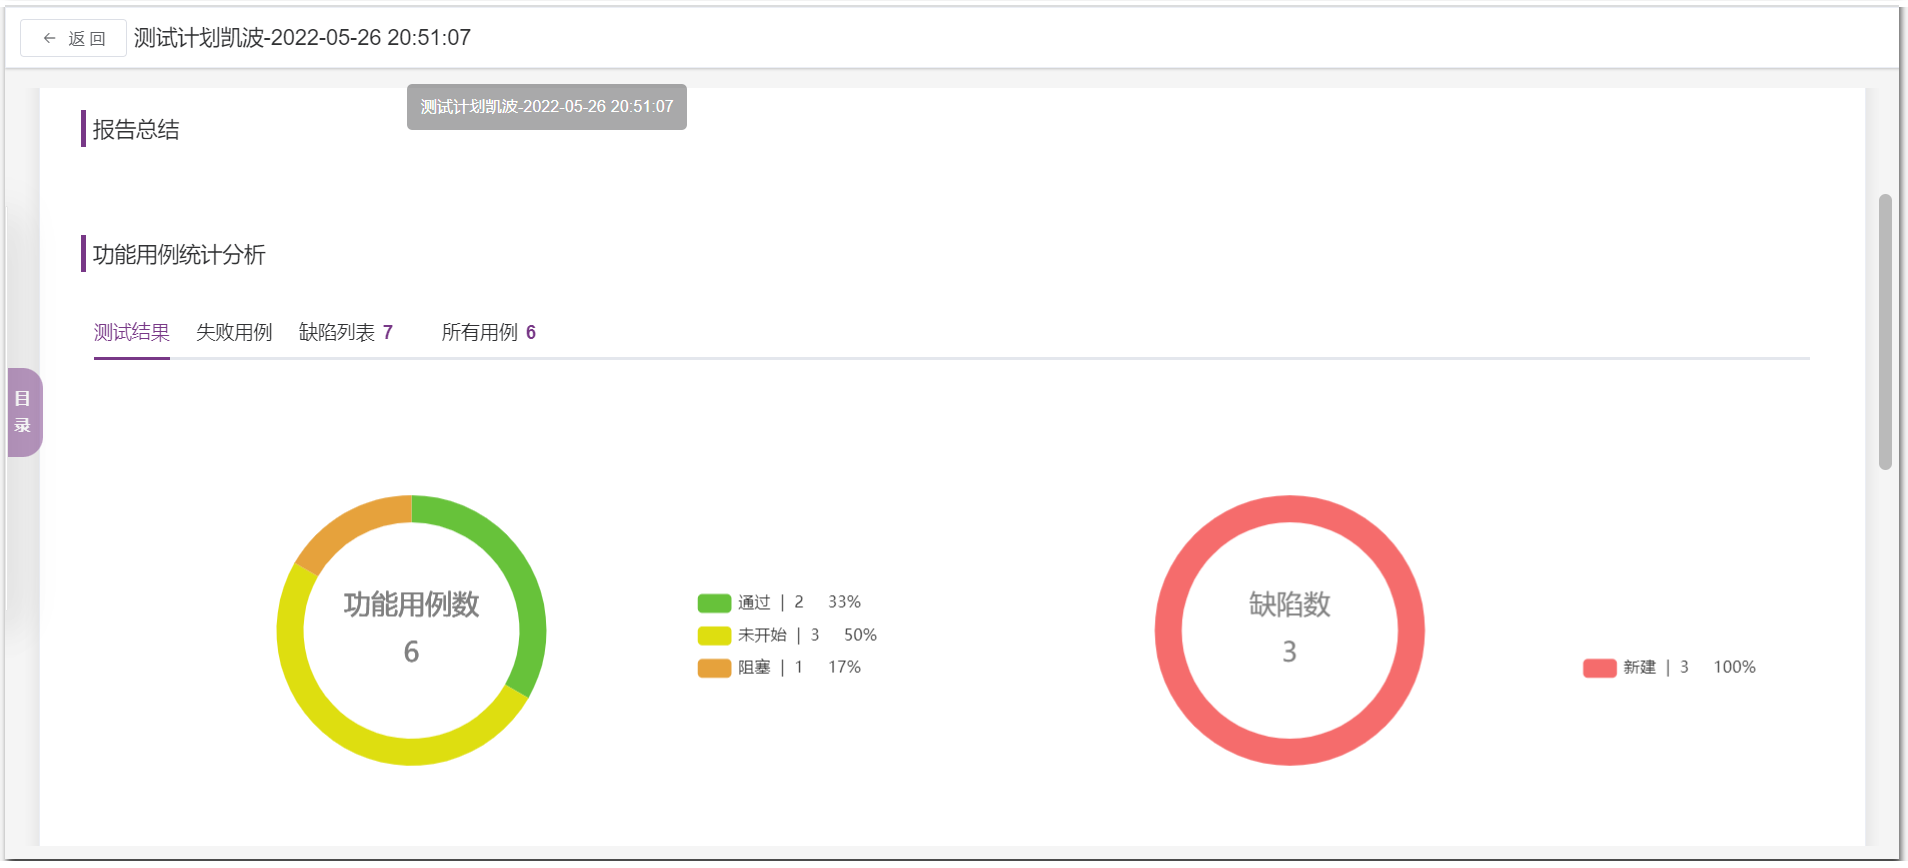 返 回 测试计划凯波-2022-05-26 20:51:07
测试计划凯波-2022-05-26 20:51:07
报告总结
功能用例统计分析
测试结果 失败用例 缺陷列表 7 所有用例 6
目
录
功能用例数
6
通过 | 2 33%
未开始 | 3 50%
阻塞 | 1 17%
缺陷数
3
新建 | 3 100%